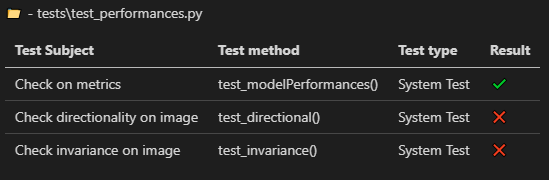 - tests\test_performances.py
Test Subject Test method Test type Result
Check on metrics test_modelPerformances() System Test ✓
Check directionality on image test_directional() System Test ✕
Check invariance on image test_invariance() System Test ✕